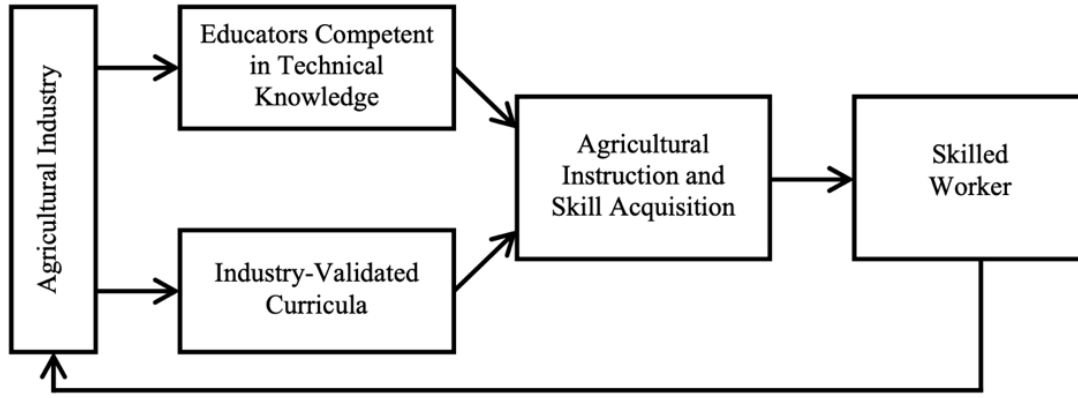 Agricultural Industry
Educators Competent
in Technical
Knowledge
Industry-Validated
Curricula
Agricultural
Instruction and
Skill Acquisition
Skilled
Worker